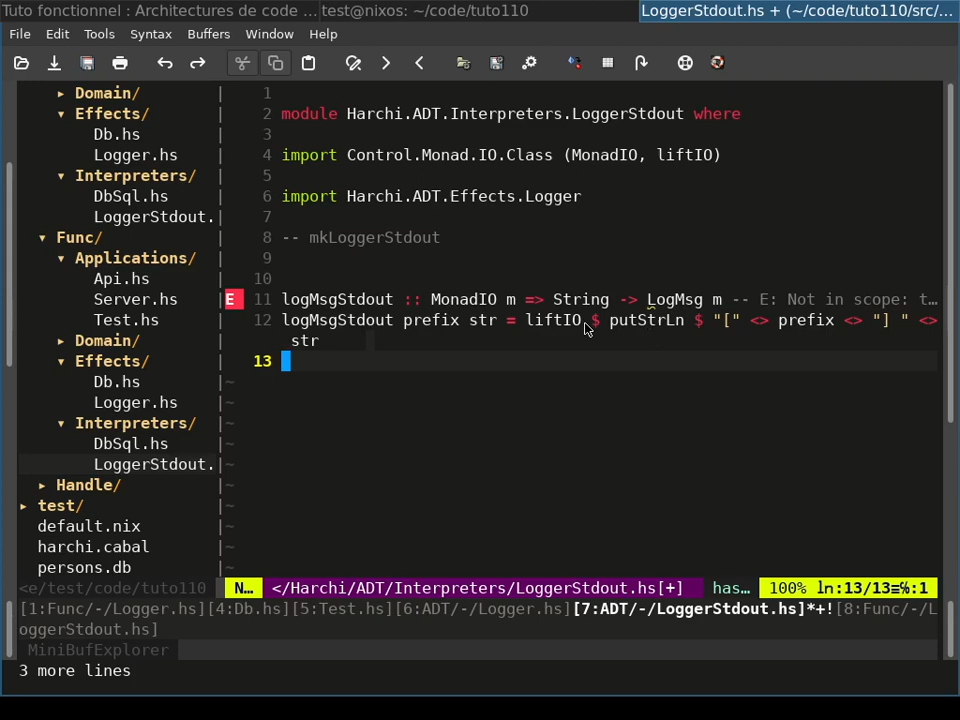 Tuto fonctionnel : Architectures de code ... test@nixos: ~/code/tuto110 LoggerStdout.hs + (~/code/tuto110/src/...
File Edit Tools Syntax Buffers Window Help
▸ Domain/ | 1
▾ Effects/ | 2 module Harchi.ADT.Interpreters.LoggerStdout where
Db.hs | 3
Logger.hs | 4 import Control.Monad.IO.Class (MonadIO, liftIO)
▾ Interpreters/ | 5
DbSql.hs | 6 import Harchi.ADT.Effects.Logger
LoggerStdout.| 7
▾ Func/ | 8 -- mkLoggerStdout
▾ Applications/ | 9
Api.hs | 10
Server.hs |E 11 logMsgStdout :: MonadIO m => String -> LogMsg m -- E: Not in scope: t…
Test.hs | 12 logMsgStdout prefix str = liftIO $ putStrLn $ "[" <> prefix <> "] " <>
▸ Domain/ | str
▾ Effects/ | 13
Db.hs |~
Logger.hs |~
▾ Interpreters/ |~
DbSql.hs |~
LoggerStdout.|~
▸ Handle/ |~
▸ test/ |~
default.nix |~
harchi.cabal |~
persons.db |~
<e/test/code/tuto110 N… </Harchi/ADT/Interpreters/LoggerStdout.hs[+] has… 100% ln:13/13≡%:1
[1:Func/-/Logger.hs][4:Db.hs][5:Test.hs][6:ADT/-/Logger.hs][7:ADT/-/LoggerStdout.hs]*+![8:Func/-/L
oggerStdout.hs]
MiniBufExplorer
3 more lines